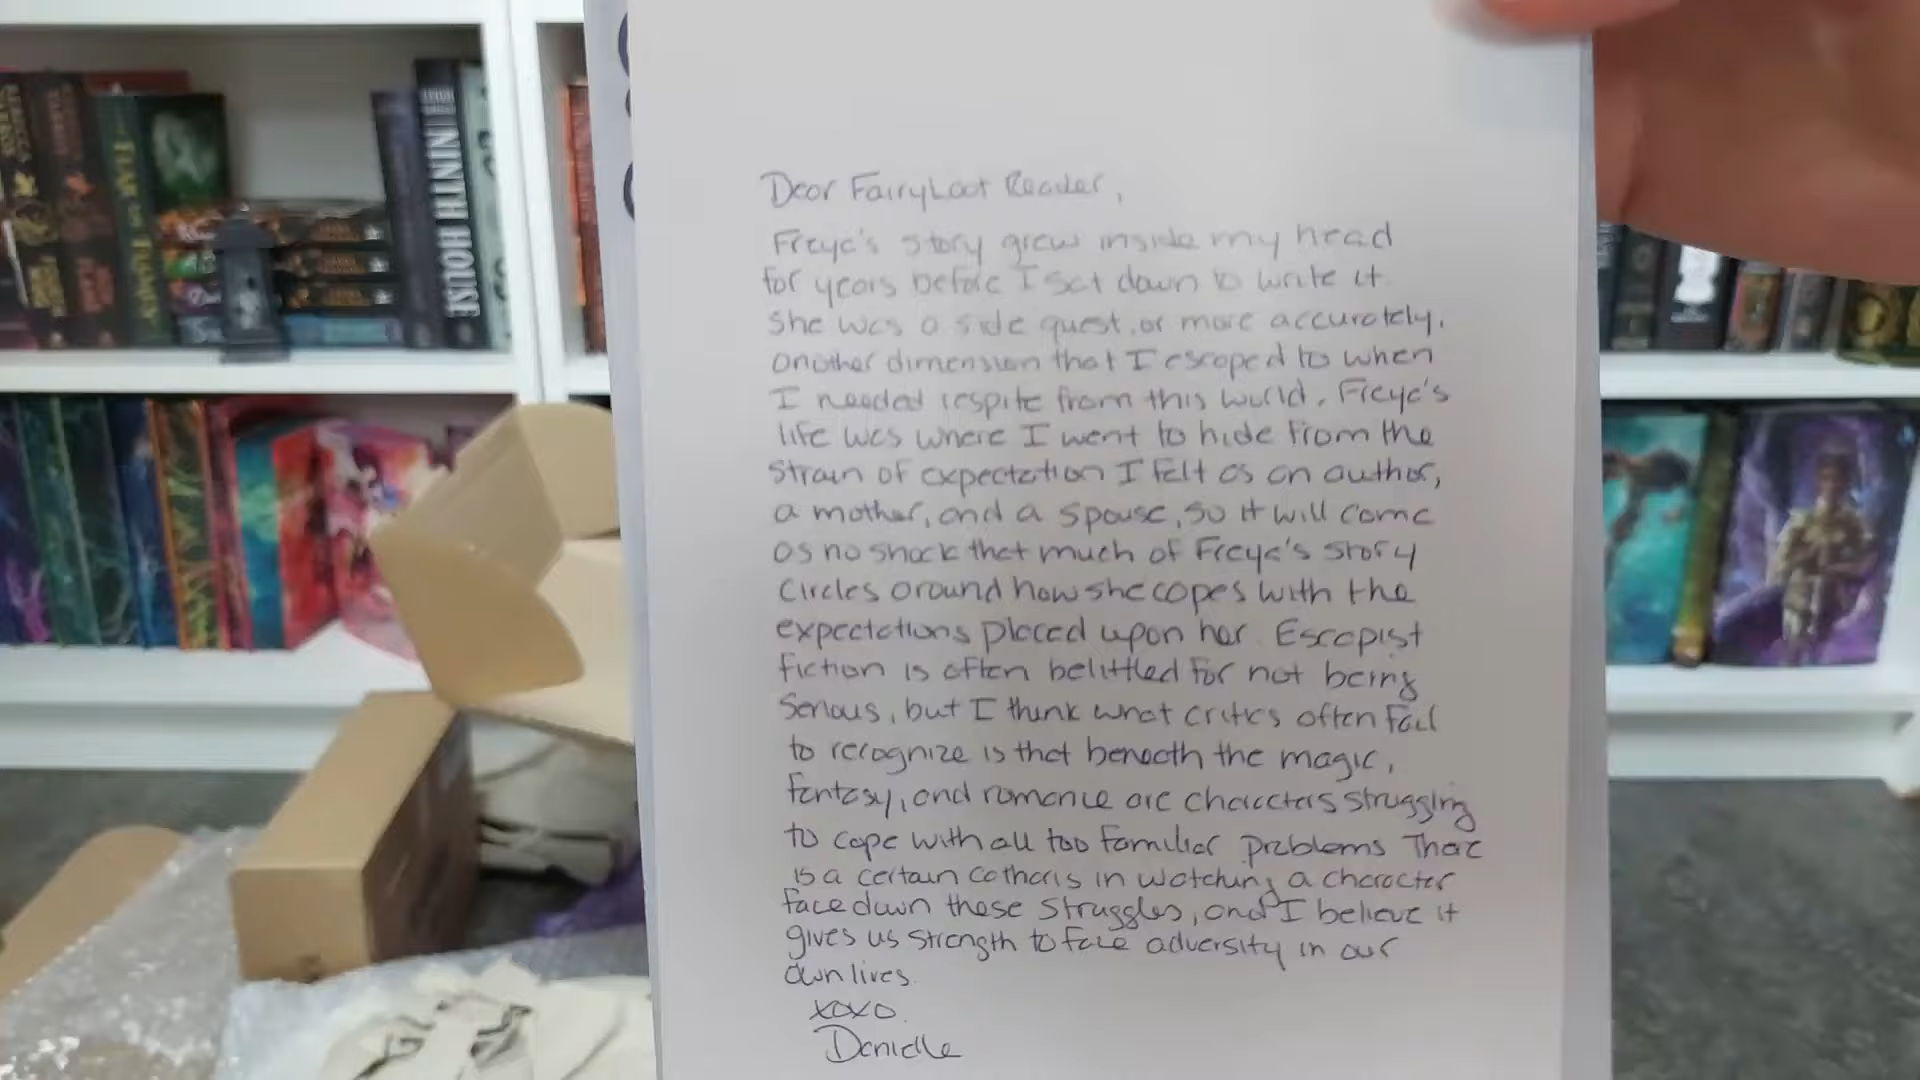 NINTH HOUSE
Dear FairyLoot Reader,
Freya's story grew inside my head
for years before I sat down to write it.
She was a side quest, or more accurately,
another dimension that I escaped to when
I needed respite from this world. Freya's
life was where I went to hide from the
strain of expectation I felt as an author,
a mother, and a spouse, so it will come
as no shock that much of Freya's story
circles around how she copes with the
expectations placed upon her. Escapist
fiction is often belittled for not being
serious, but I think what critics often fail
to recognize is that beneath the magic,
fantasy, and romance are characters struggling
to cope with all too familiar problems There
is a certain catharsis in watching a character
face down these struggles, and I believe it
gives us strength to face adversity in our
own lives.
xoxo.
Danielle